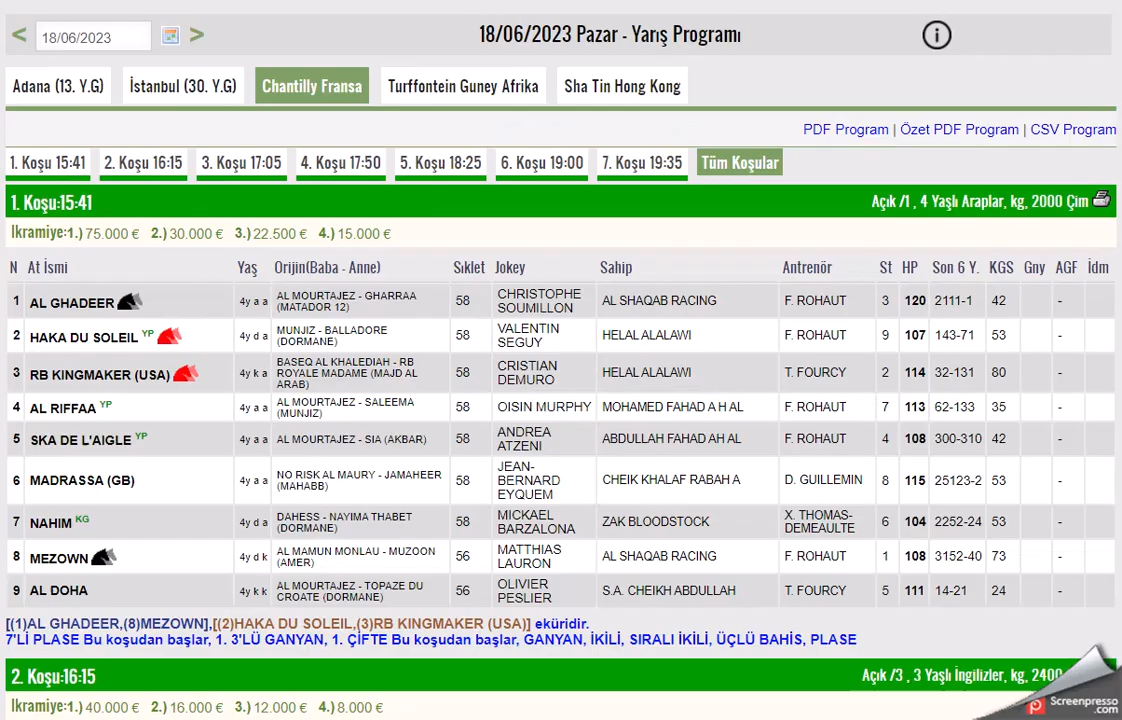 < 18/06/2023 > 18/06/2023 Pazar - Yarış Programı
Adana (13. Y.G) İstanbul (30. Y.G) Chantilly Fransa Turffontein Guney Afrika Sha Tin Hong Kong
PDF Program | Özet PDF Program | CSV Program
1. Koşu 15:41 2. Koşu 16:15 3. Koşu 17:05 4. Koşu 17:50 5. Koşu 18:25 6. Koşu 19:00 7. Koşu 19:35 Tüm Koşular
1. Koşu:15:41 Açık /1 , 4 Yaşlı Araplar, kg, 2000 Çim
İkramiye:1.) 75.000 € 2.) 30.000 € 3.) 22.500 € 4.) 15.000 €
N At İsmi Yaş Orijin(Baba - Anne) Sıklet Jokey Sahip Antrenör St HP Son 6 Y. KGS Gny AGF İdm
1 AL GHADEER 4y a a AL MOURTAJEZ - GHARRAA (MATADOR 12) 58 CHRISTOPHE SOUMILLON AL SHAQAB RACING F. ROHAUT 3 120 2111-1 42 -
2 HAKA DU SOLEIL YP 4y d a MUNJIZ - BALLADORE (DORMANE) 58 VALENTIN SEGUY HELAL ALALAWI F. ROHAUT 9 107 143-71 53 -
3 RB KINGMAKER (USA) 4y k a BASEQ AL KHALEDIAH - RB ROYALE MADAME (MAJD AL ARAB) 58 CRISTIAN DEMURO HELAL ALALAWI T. FOURCY 2 114 32-131 80 -
4 AL RIFFAA YP 4y a a AL MOURTAJEZ - SALEEMA (MUNJIZ) 58 OISIN MURPHY MOHAMED FAHAD A H AL F. ROHAUT 7 113 62-133 35 -
5 SKA DE L'AIGLE YP 4y a a AL MOURTAJEZ - SIA (AKBAR) 58 ANDREA ATZENI ABDULLAH FAHAD AH AL F. ROHAUT 4 108 300-310 42 -
6 MADRASSA (GB) 4y a a NO RISK AL MAURY - JAMAHEER (MAHABB) 58 JEAN-BERNARD EYQUEM CHEIK KHALAF RABAH A D. GUILLEMIN 8 115 25123-2 53 -
7 NAHIM KG 4y d a DAHESS - NAYIMA THABET (DORMANE) 58 MICKAEL BARZALONA ZAK BLOODSTOCK X. THOMAS-DEMEAULTE 6 104 2252-24 53 -
8 MEZOWN 4y d k AL MAMUN MONLAU - MUZOON (AMER) 56 MATTHIAS LAURON AL SHAQAB RACING F. ROHAUT 1 108 3152-40 73 -
9 AL DOHA 4y k k AL MOURTAJEZ - TOPAZE DU CROATE (DORMANE) 56 OLIVIER PESLIER S.A. CHEIKH ABDULLAH T. FOURCY 5 111 14-21 24 -
[(1)AL GHADEER,(8)MEZOWN],[(2)HAKA DU SOLEIL,(3)RB KINGMAKER (USA)] eküridir.
7'Lİ PLASE Bu koşudan başlar, 1. 3'LÜ GANYAN, 1. ÇİFTE Bu koşudan başlar, GANYAN, İKİLİ, SIRALI İKİLİ, ÜÇLÜ BAHİS, PLASE
2. Koşu:16:15 Açık /3 , 3 Yaşlı İngilizler, kg, 2400
İkramiye:1.) 40.000 € 2.) 16.000 € 3.) 12.000 € 4.) 8.000 €
Screenpresso
.com